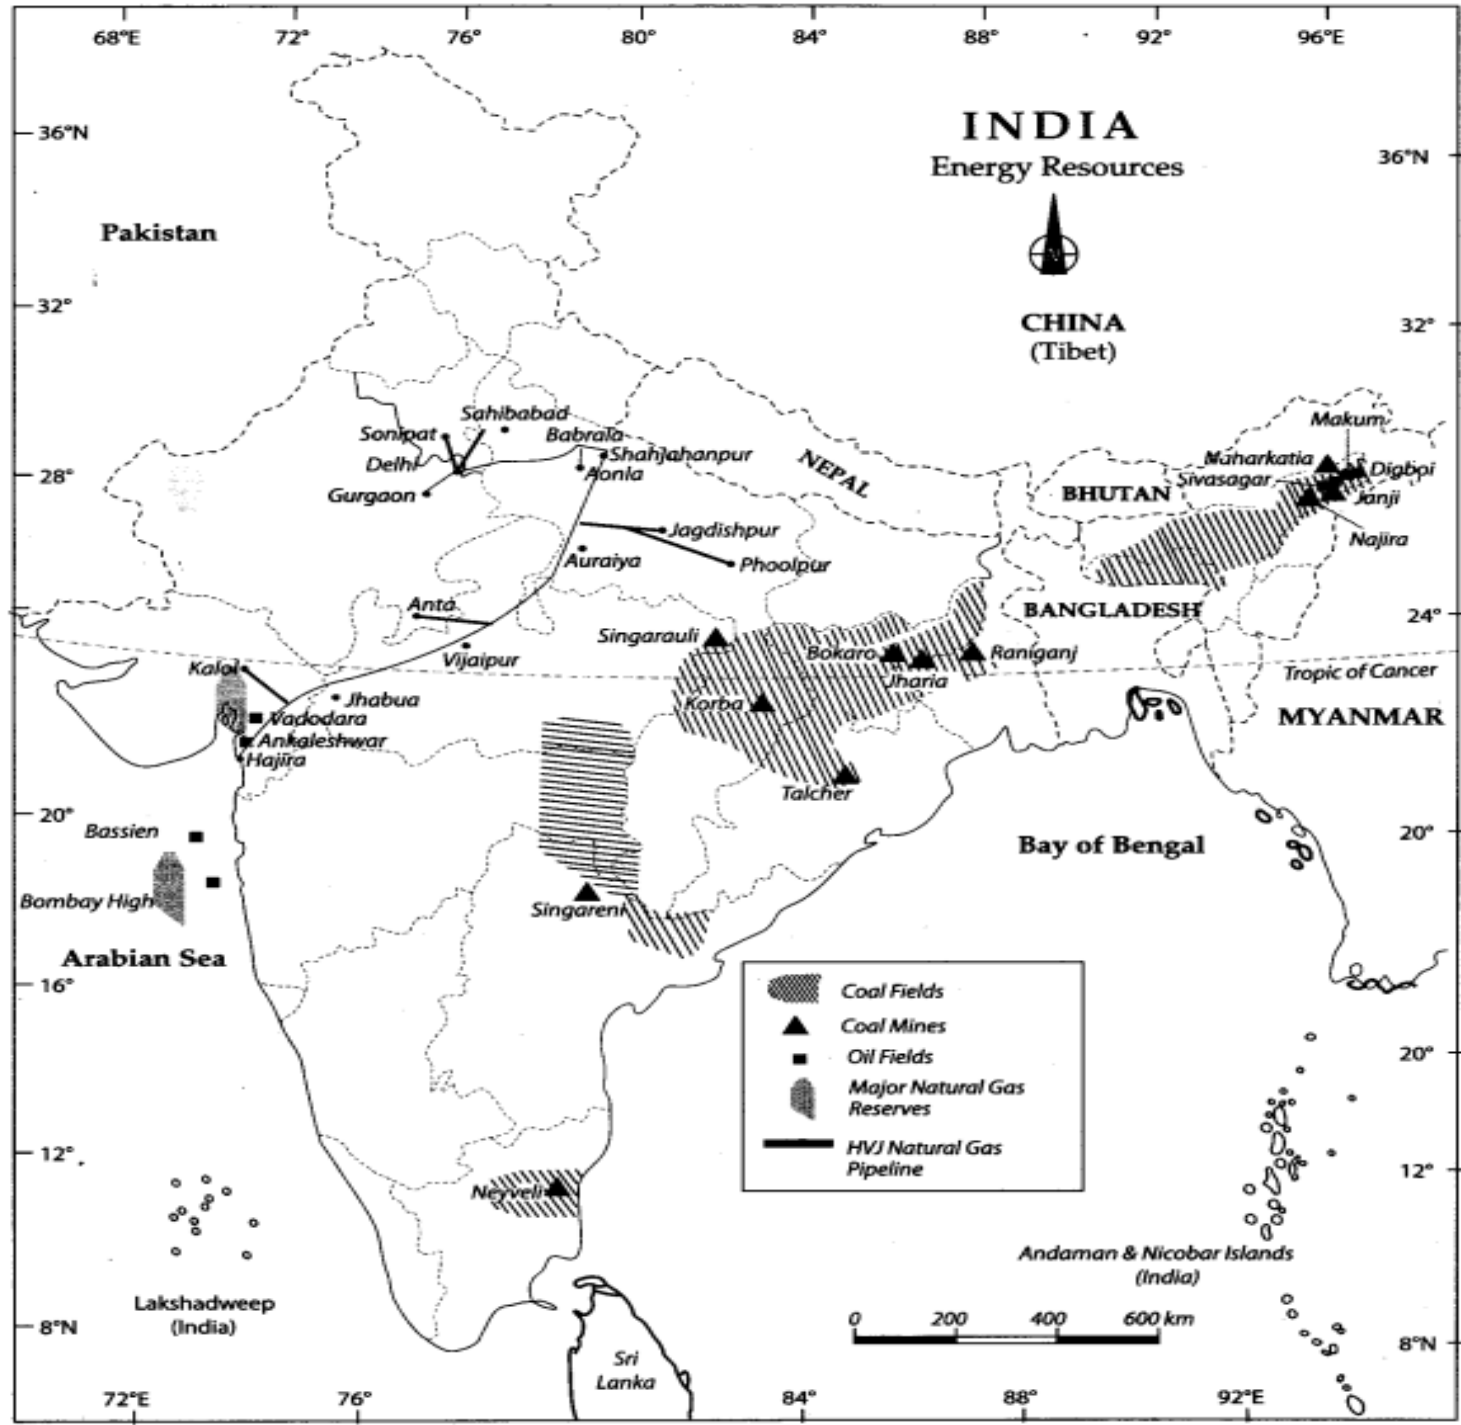 68°E 72° 76° 80° 84° 88° 92° 96°E
INDIA
Energy Resources
36°N
36°N
Pakistan
32°
CHINA
(Tibet)
32°
Sahibabad
Sonipat
Babrala
Delhi
Shahjahanpur
Aonla
Gurgaon
28°
NEPAL
Makum
Naharkatia
Digboi
Sivasagar
28°
BHUTAN
Janji
Najira
Jagdishpur
Auraiya
Phoolpur
Anta
BANGLADESH
24°
24°
Singarauli
Vijaipur
Bokaro
Raniganj
Jharia
Tropic of Cancer
Kalol
Jhabua
Korba
Vadodara
MYANMAR
Ankaleshwar
Hajira
Talcher
20°
Bassien
Bay of Bengal
20°
Bombay High
Singareni
Arabian Sea
16°
Coal Fields
Coal Mines
Oil Fields
Major Natural Gas
Reserves
HVJ Natural Gas
Pipeline
20°
12°
12°
Neyveli
Andaman & Nicobar Islands
(India)
Lakshadweep
(India)
8°N
0 200 400 600 km
8°N
Sri
Lanka
72°E 76° 84° 88° 92°E